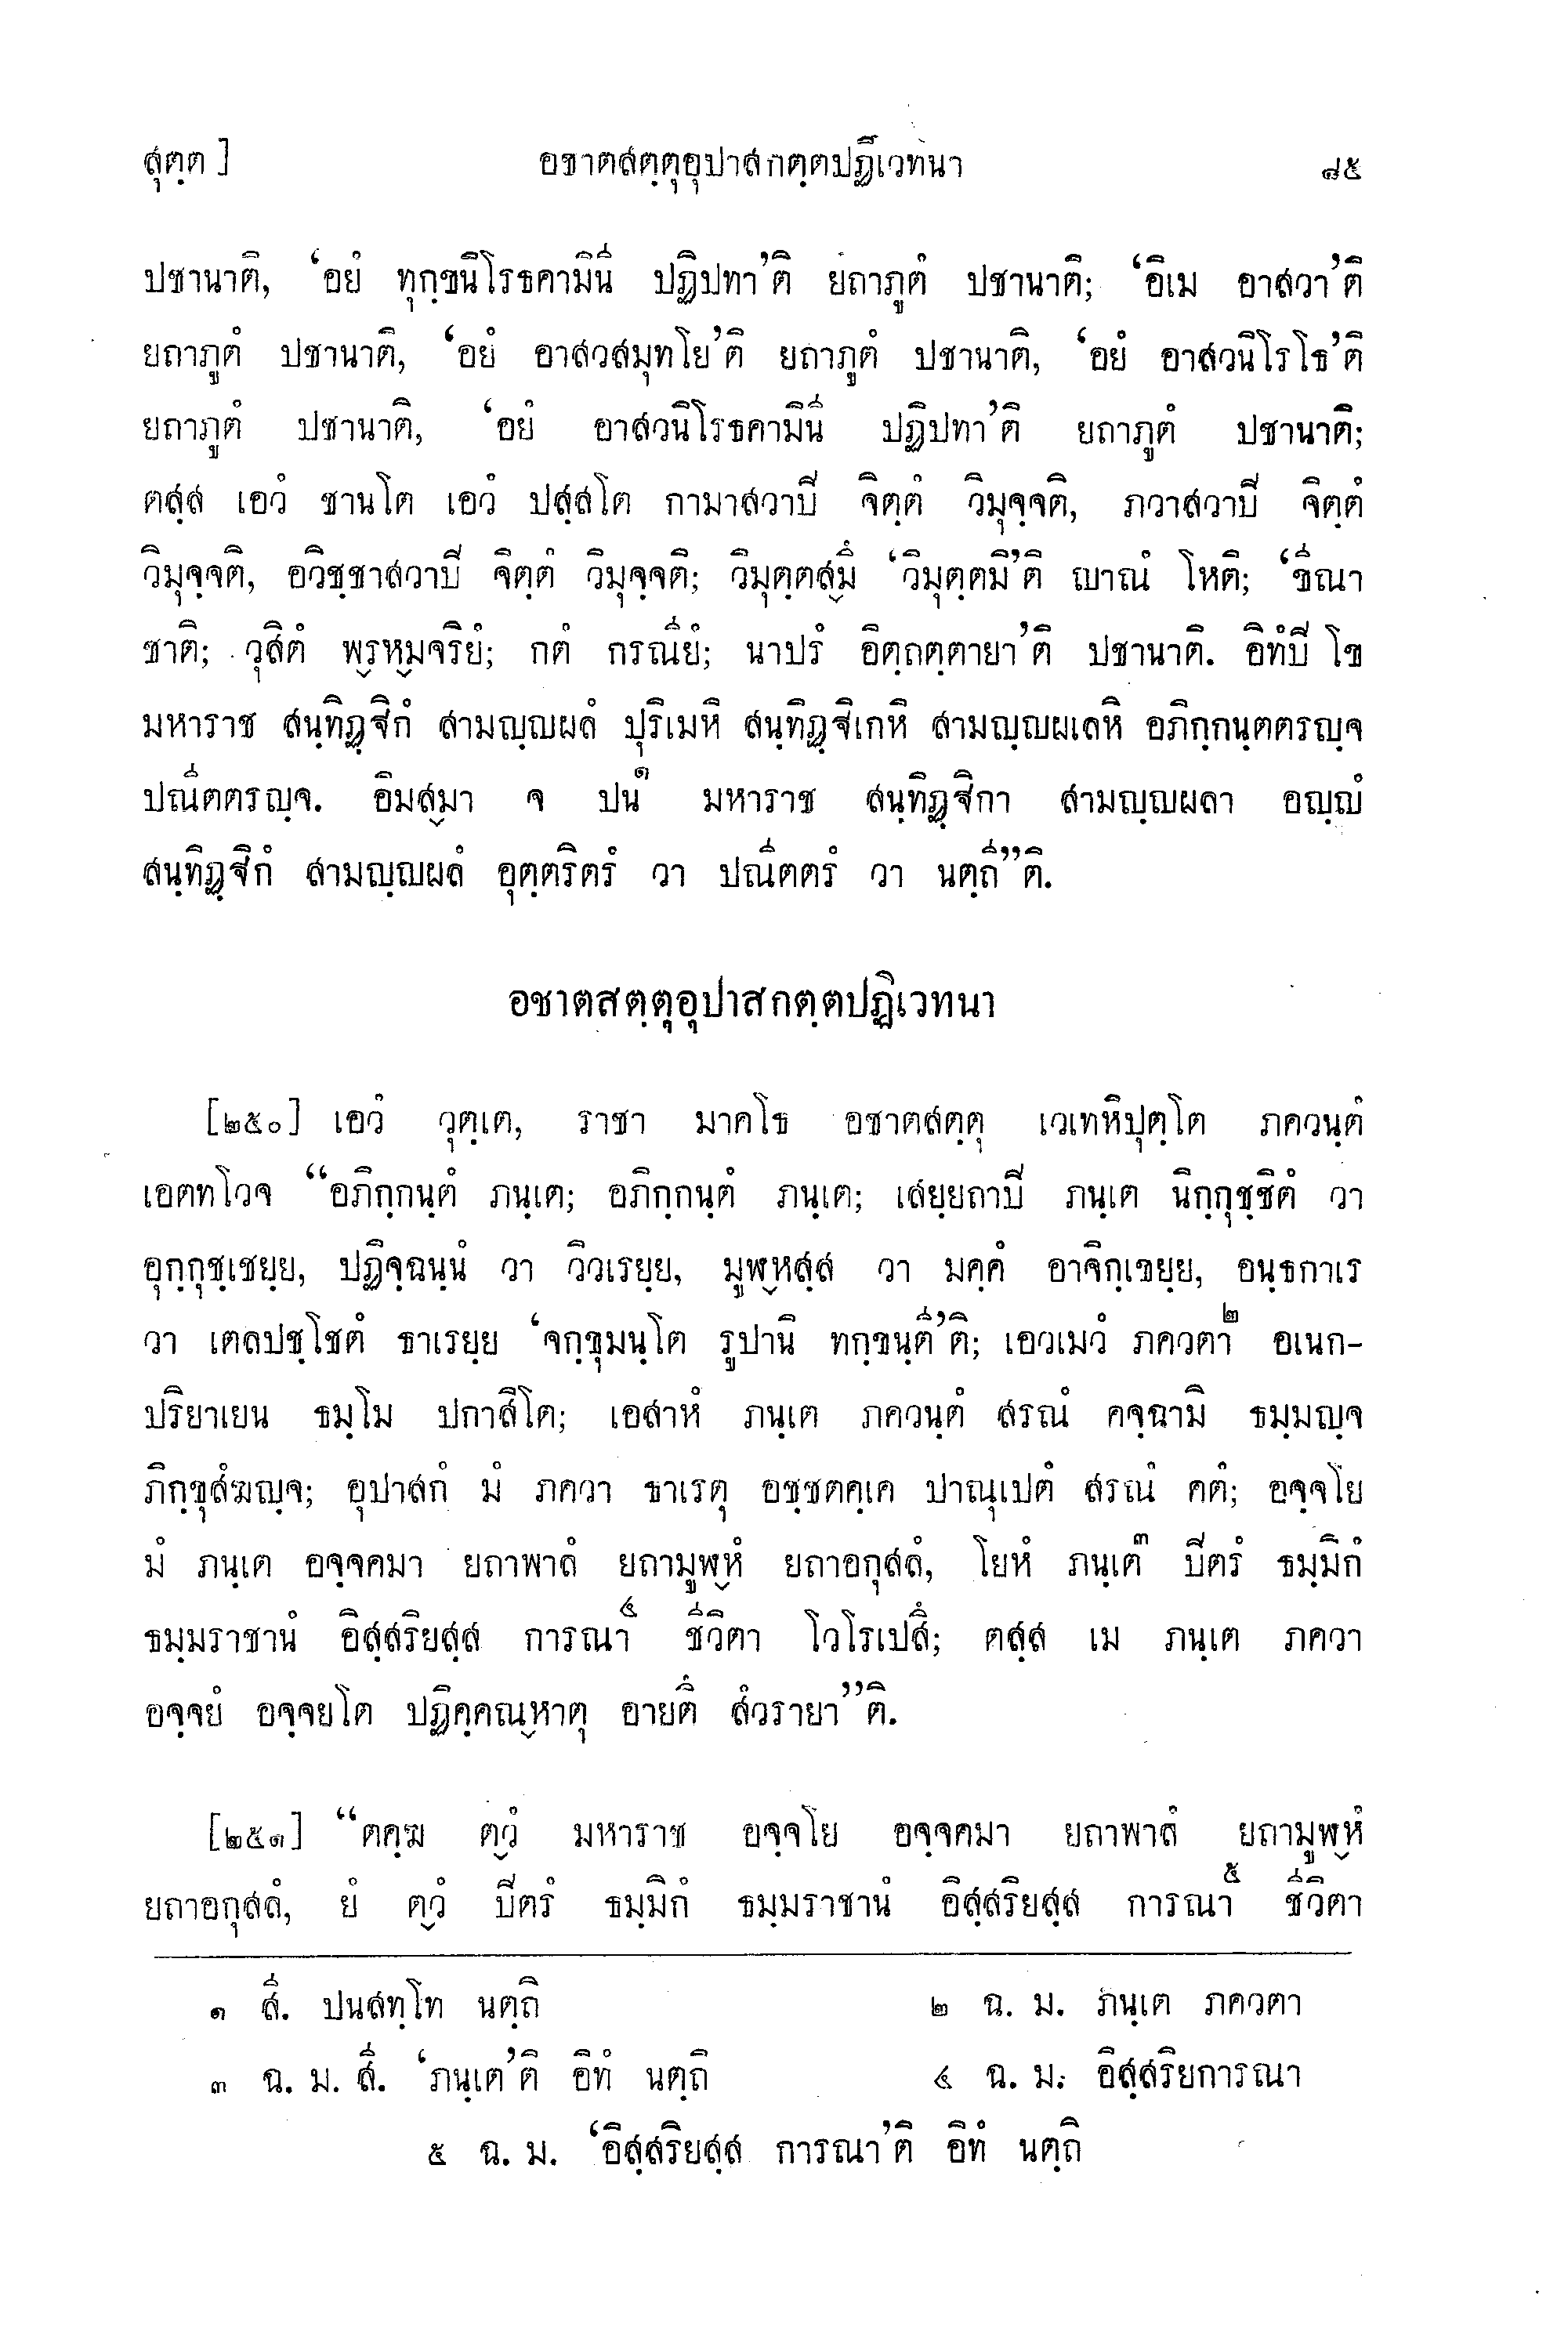 สุตฺต ] อชาตสตฺตุอุปาสกตฺตปฏิเวทนา ๘๕
ปชานาติ, ‘อยํ ทุกฺขนิโรธคามินี ปฏิปทา’ติ ยถาภูตํ ปชานาติ; ‘อิเม อาสวา’ติ
ยถาภูตํ ปชานาติ, ‘อยํ อาสวสมุทโย’ติ ยถาภูตํ ปชานาติ, ‘อยํ อาสวนิโรโธ’ติ
ยถาภูตํ ปชานาติ, ‘อยํ อาสวนิโรธคามินี ปฏิปทา’ติ ยถาภูตํ ปชานาติ;
ตสฺส เอวํ ชานโต เอวํ ปสฺสโต กามาสวาปิ จิตฺตํ วิมุจฺจติ, ภวาสวาปิ จิตฺตํ
วิมุจฺจติ, อวิชฺชาสวาปิ จิตฺตํ วิมุจฺจติ; วิมุตฺตสฺมึ ‘วิมุตฺตมิ’ติ ญาณํ โหติ; ‘ขีณา
ชาติ; วุสิตํ พฺรหฺมจริยํ; กตํ กรณียํ; นาปรํ อิตฺถตฺตายา’ติ ปชานาติ. อิทํปิ โข
มหาราช สนฺทิฏฺฐิกํ สามญฺญผลํ ปุริเมหิ สนฺทิฏฺฐิเกหิ สามญฺญผเลหิ อภิกฺกนฺตตรญฺจ
ปณีตตรญฺจ. อิมสฺมา จ ปน๑ มหาราช สนฺทิฏฺฐิกา สามญฺญผลา อญฺญํ
สนฺทิฏฺฐิกํ สามญฺญผลํ อุตฺตริตรํ วา ปณีตตรํ วา นตฺถี”ติ.
อชาตสตฺตุอุปาสกตฺตปฏิเวทนา
[๒๕๐] เอวํ วุตฺเต, ราชา มาคโธ อชาตสตฺตุ เวเทหิปุตฺโต ภควนฺตํ
เอตทโวจ “อภิกฺกนฺตํ ภนฺเต; อภิกฺกนฺตํ ภนฺเต; เสยฺยถาปิ ภนฺเต นิกฺกุชฺชิตํ วา
อุกฺกุชฺเชยฺย, ปฏิจฺฉนฺนํ วา วิวเรยฺย, มูฬฺหสฺส วา มคฺคํ อาจิกฺเขยฺย, อนฺธกาเร
วา เตลปชฺโชตํ ธาเรยฺย ‘จกฺขุมนฺโต รูปานิ ทกฺขนฺตี’ติ; เอวเมวํ ภควตา๒ อเนก-
ปริยาเยน ธมฺโม ปกาสิโต; เอสาหํ ภนฺเต ภควนฺตํ สรณํ คจฺฉามิ ธมฺมญฺจ
ภิกฺขุสํฆญฺจ; อุปาสกํ มํ ภควา ธาเรตุ อชฺชตคฺเค ปาณุเปตํ สรณํ คตํ; อจฺจโย
มํ ภนฺเต อจฺจคมา ยถาพาลํ ยถามูฬฺหํ ยถาอกุสลํ, โยหํ ภนฺเต๓ ปิตรํ ธมฺมิกํ
ธมฺมราชานํ อิสฺสริยสฺส การณา๔ ชีวิตา โวโรเปสึ; ตสฺส เม ภนฺเต ภควา
อจฺจยํ อจฺจยโต ปฏิคฺคณฺหาตุ อายตึ สํวรายา”ติ.
[๒๕๑] “ตคฺฆ ตฺวํ มหาราช อจฺจโย อจฺจคมา ยถาพาลํ ยถามูฬฺหํ
ยถาอกุสลํ, ยํ ตฺวํ ปิตรํ ธมฺมิกํ ธมฺมราชานํ อิสฺสริยสฺส การณา๕ ชีวิตา
๑ สี. ปนสทฺโท นตฺถิ ๒ ฉ. ม. ภนฺเต ภควตา
๓ ฉ. ม. สี. ‘ภนฺเต’ติ อิทํ นตฺถิ ๔ ฉ. ม. อิสฺสริยการณา
๕ ฉ. ม. ‘อิสฺสริยสฺส การณา’ติ อิทํ นตฺถิ